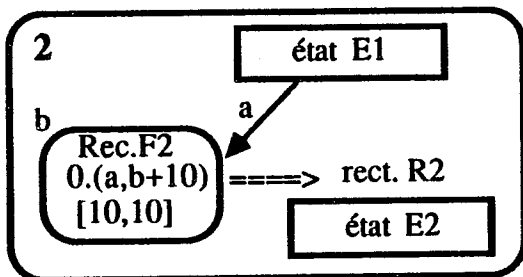 2
état E1
a
b
Rec.F2
0.(a,b+10) ====> rect. R2
[10,10]
état E2